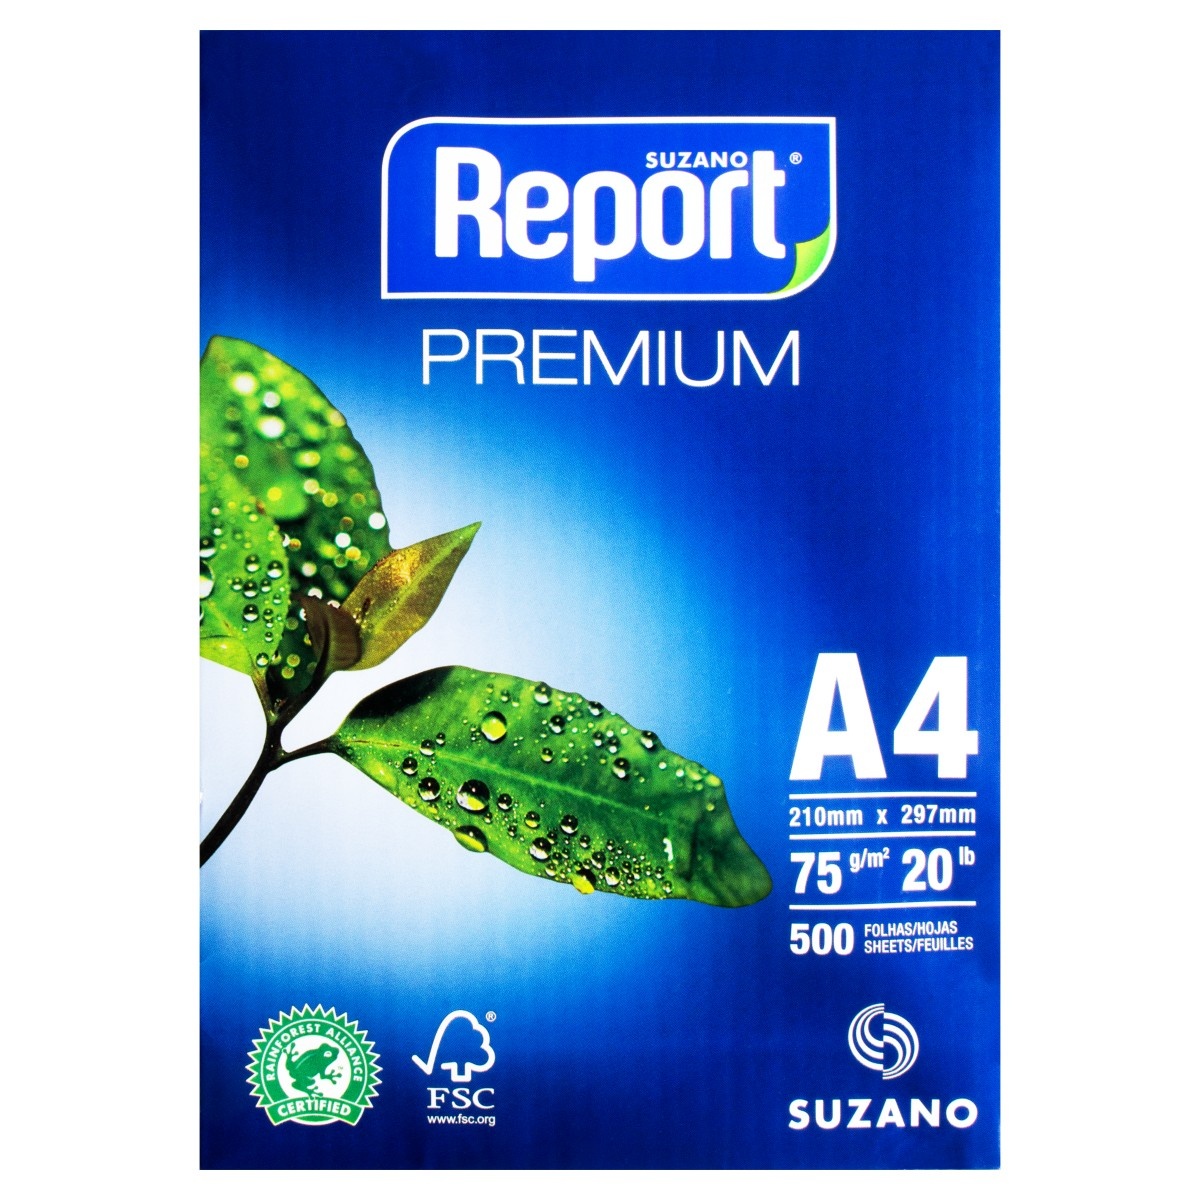 SUZANO
Report®
PREMIUM
A4
210mm x 297mm
75 g/m² 20 lb
500 FOLHAS/HOJAS
SHEETS/FEUILLES
RAINFOREST ALLIANCE
CERTIFIED
®
FSC
www.fsc.org
SUZANO